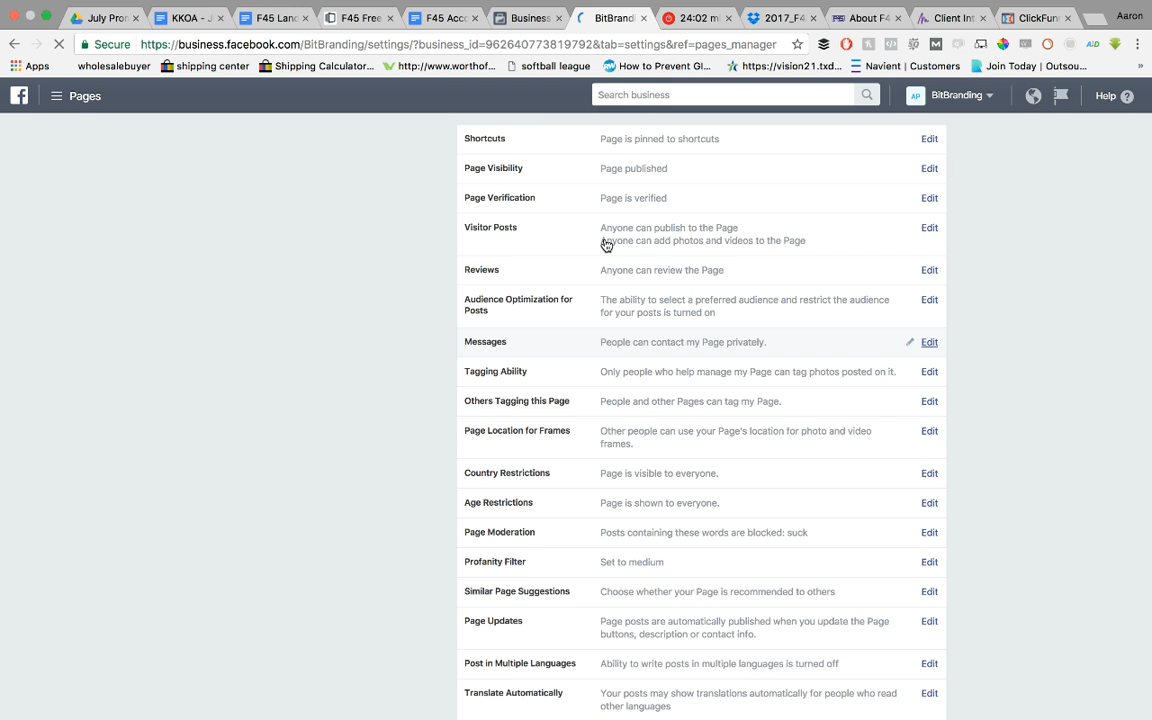 July Pron
KKOA - J
F45 Land
F45 Free
F45 Acco
Business
BitBrandi
24:02 mi
2017_F4
About F4
Client Int
ClickFunn
Aaron
Secure https://business.facebook.com/BitBranding/settings/?business_id=962640773819792&tab=settings&ref=pages_manager
Apps wholesalebuyer shipping center Shipping Calculator... http://www.worthof... softball league How to Prevent Gl... https://vision21.txd... Navient | Customers Join Today | Outsou... »
Pages Search business AP BitBranding Help ?
Shortcuts Page is pinned to shortcuts Edit
Page Visibility Page published Edit
Page Verification Page is verified Edit
Visitor Posts Anyone can publish to the Page Edit
Anyone can add photos and videos to the Page
Reviews Anyone can review the Page Edit
Audience Optimization for The ability to select a preferred audience and restrict the audience Edit
Posts for your posts is turned on
Messages People can contact my Page privately. Edit
Tagging Ability Only people who help manage my Page can tag photos posted on it. Edit
Others Tagging this Page People and other Pages can tag my Page. Edit
Page Location for Frames Other people can use your Page's location for photo and video Edit
frames.
Country Restrictions Page is visible to everyone. Edit
Age Restrictions Page is shown to everyone. Edit
Page Moderation Posts containing these words are blocked: suck Edit
Profanity Filter Set to medium Edit
Similar Page Suggestions Choose whether your Page is recommended to others Edit
Page Updates Page posts are automatically published when you update the Page Edit
buttons, description or contact info.
Post in Multiple Languages Ability to write posts in multiple languages is turned off Edit
Translate Automatically Your posts may show translations automatically for people who read Edit
other languages